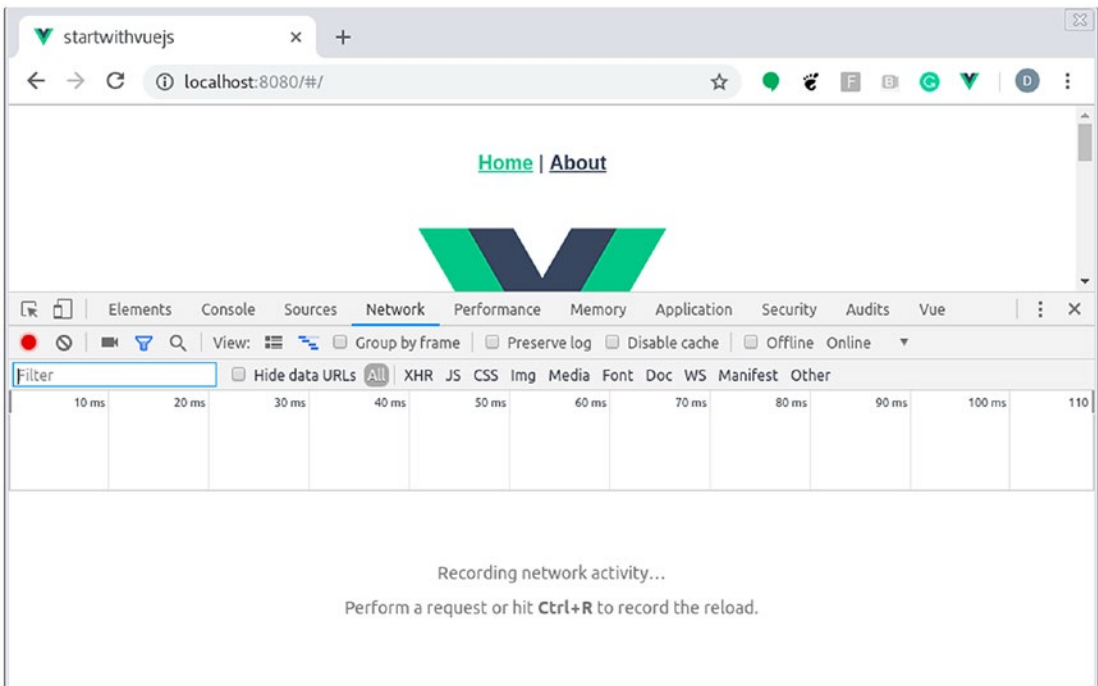 startwithvuejs
localhost:8080/#/
F B G D
Home | About
Elements Console Sources Network Performance Memory Application Security Audits Vue
View: Group by frame Preserve log Disable cache Offline Online
Filter Hide data URLs All XHR JS CSS Img Media Font Doc WS Manifest Other
10 ms 20 ms 30 ms 40 ms 50 ms 60 ms 70 ms 80 ms 90 ms 100 ms 110
Recording network activity…
Perform a request or hit Ctrl+R to record the reload.